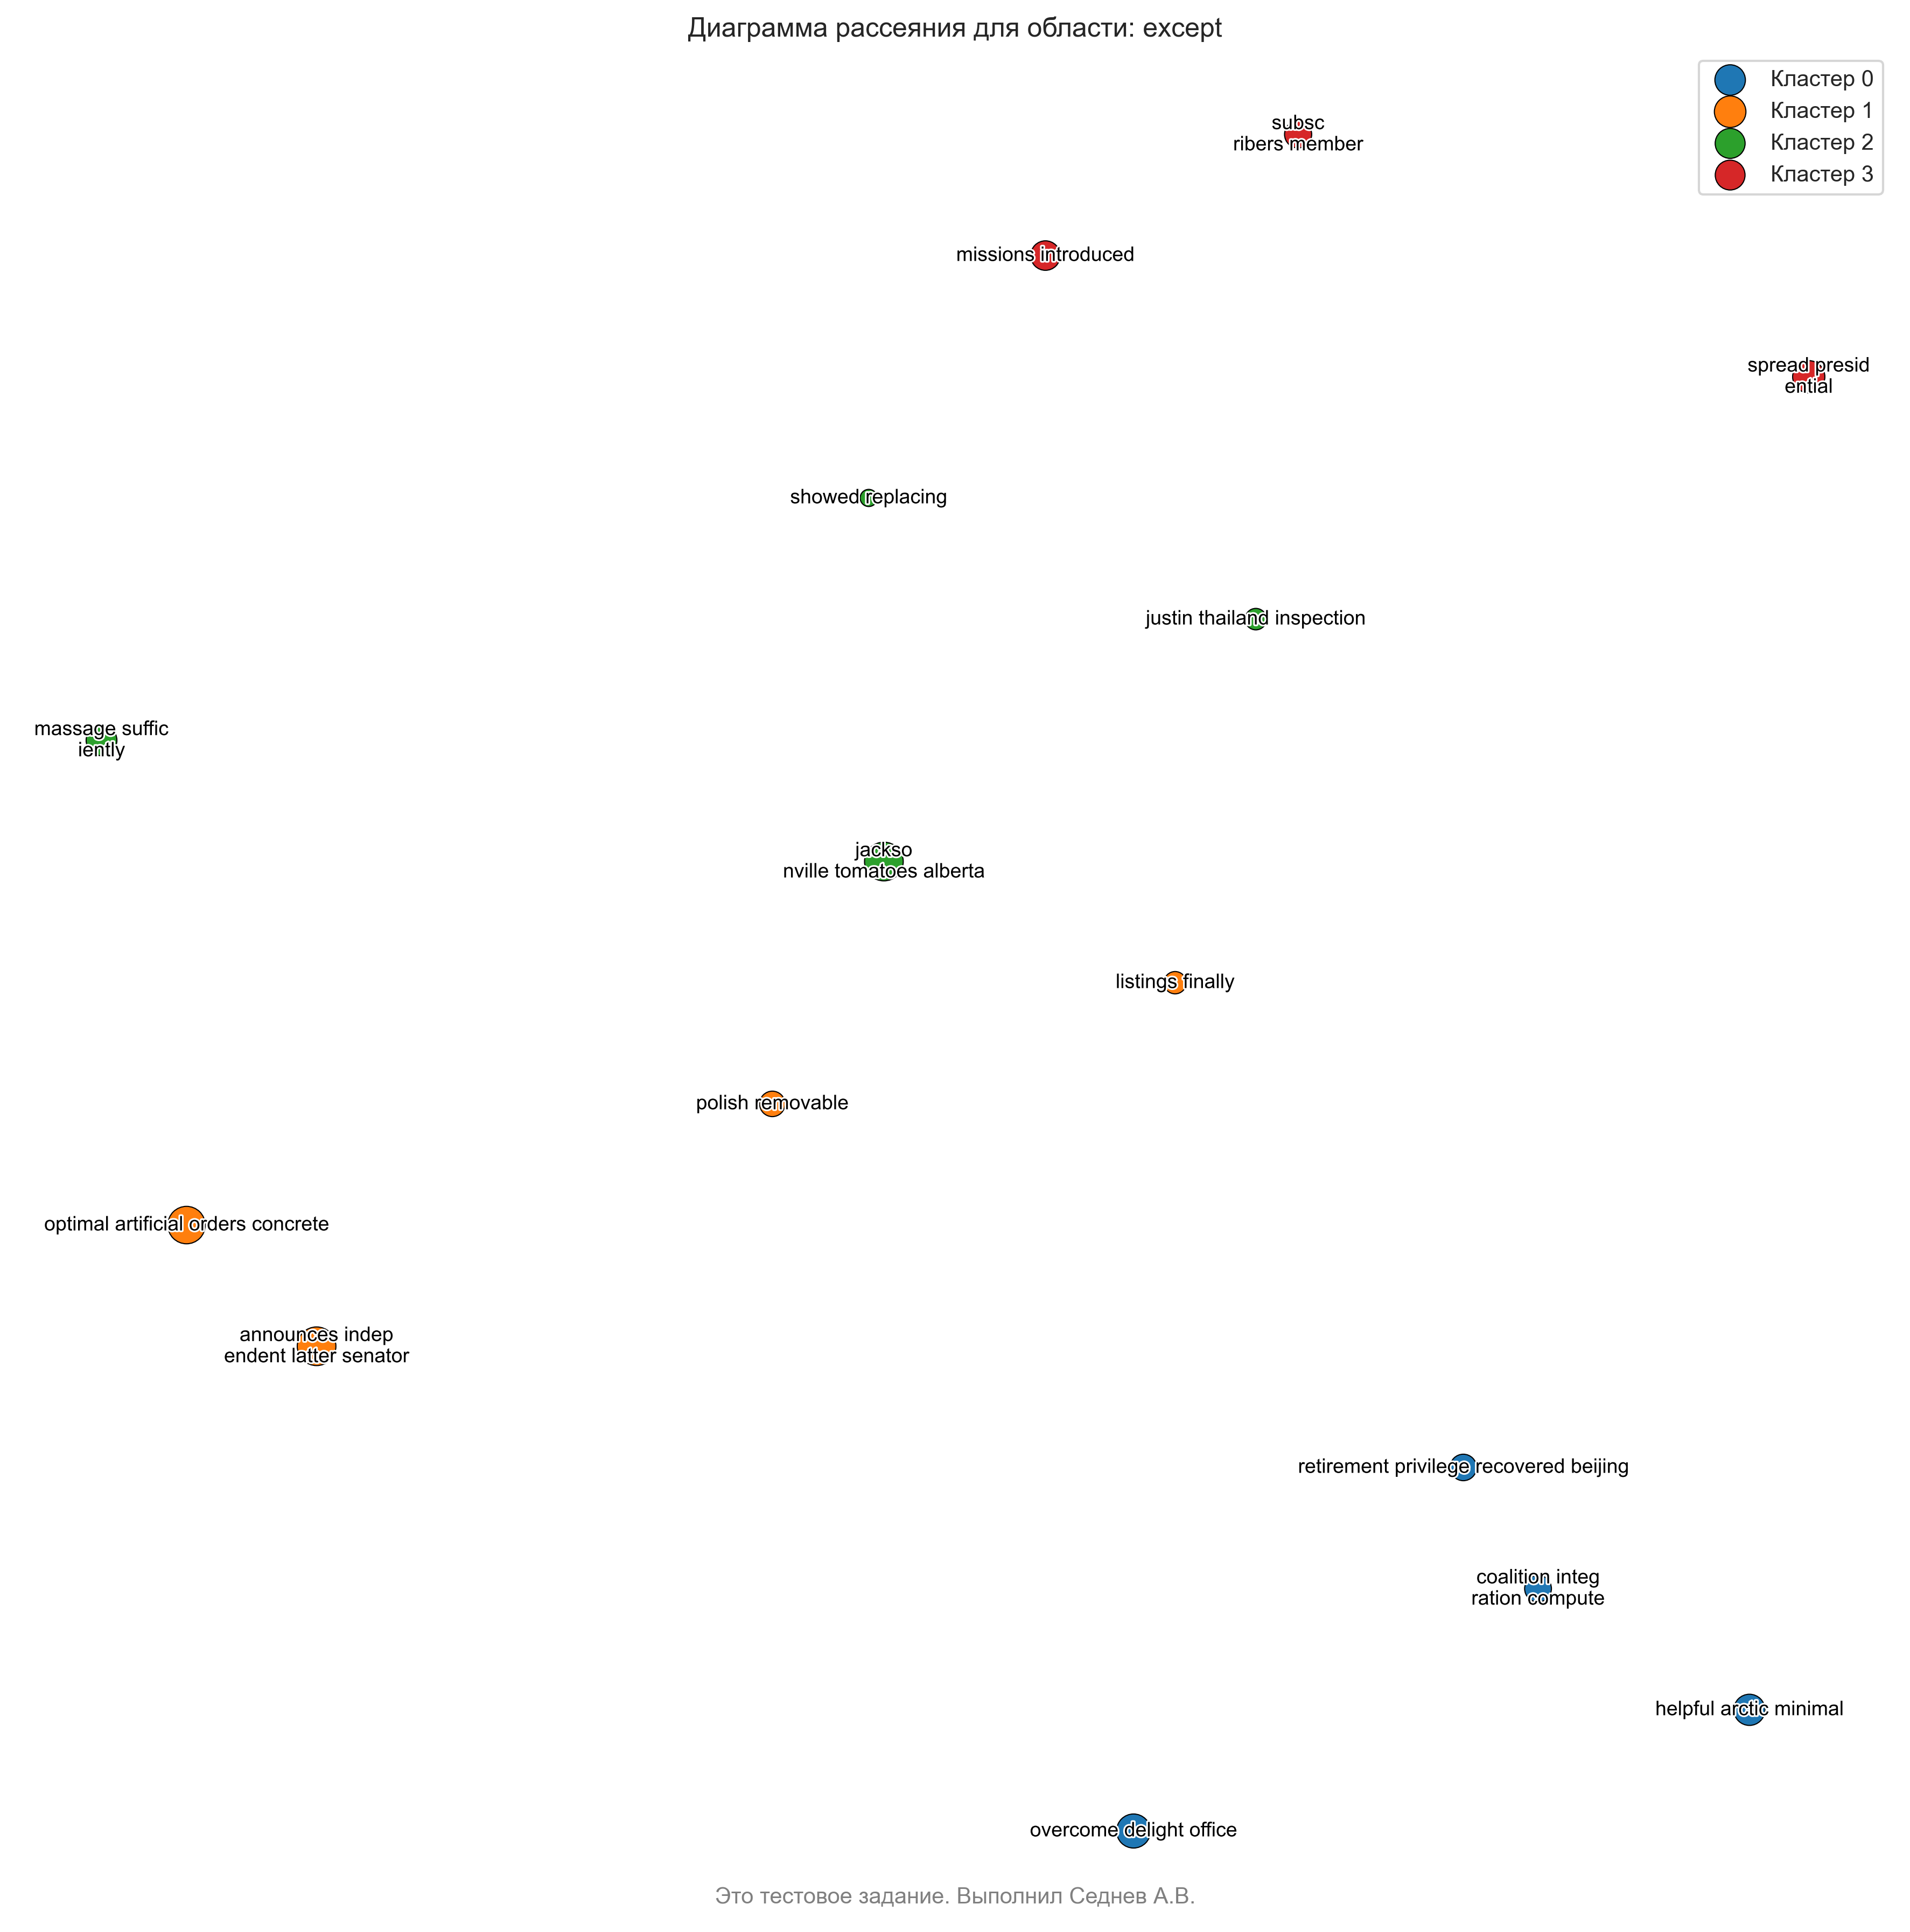 Диаграмма рассеяния для области: except
Кластер 0
Кластер 1
Кластер 2
Кластер 3
subsc
ribers member
missions introduced
spread presid
ential
showed replacing
justin thailand inspection
massage suffic
iently
jackso
nville tomatoes alberta
listings finally
polish removable
optimal artificial orders concrete
announces indep
endent latter senator
retirement privilege recovered beijing
coalition integ
ration compute
helpful arctic minimal
overcome delight office
Это тестовое задание. Выполнил Седнев А.В.